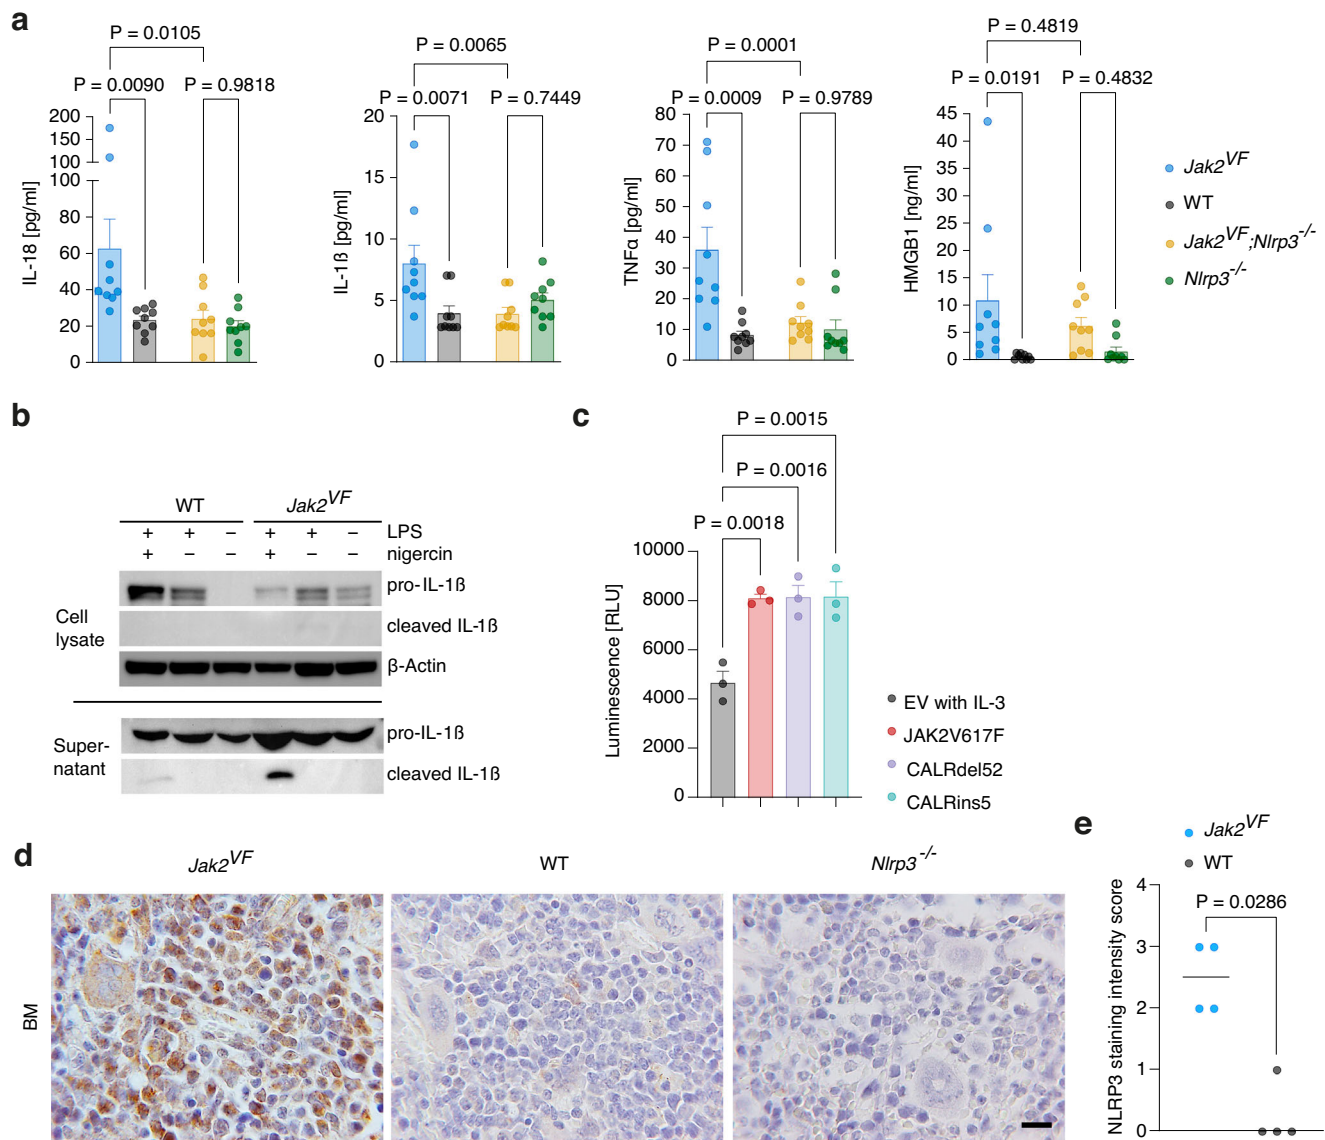 a
P = 0.0105
P = 0.0090 P = 0.9818
IL-18 [pg/ml]
200
150
100
100
80
60
40
20
0
P = 0.0065
P = 0.0071 P = 0.7449
IL-1ß [pg/ml]
20
15
10
5
0
P = 0.0001
P = 0.0009 P = 0.9789
TNFα [pg/ml]
80
70
60
50
40
30
20
10
0
P = 0.4819
P = 0.0191 P = 0.4832
HMGB1 [ng/ml]
45
40
35
30
25
20
15
10
5
0
Jak2VF
WT
Jak2VF;Nlrp3-/-
Nlrp3-/-
b
WT Jak2VF
+ + − + + − LPS
+ − − + − − nigercin
Cell
lysate
pro-IL-1ß
cleaved IL-1ß
β-Actin
Super-
natant
pro-IL-1ß
cleaved IL-1ß
c
P = 0.0015
P = 0.0016
P = 0.0018
Luminescence [RLU]
10000
8000
6000
4000
2000
0
EV with IL-3
JAK2V617F
CALRdel52
CALRins5
d
Jak2VF WT Nlrp3-/-
BM
e
Jak2VF
WT
P = 0.0286
NLRP3 staining intensity score
4
3
2
1
0